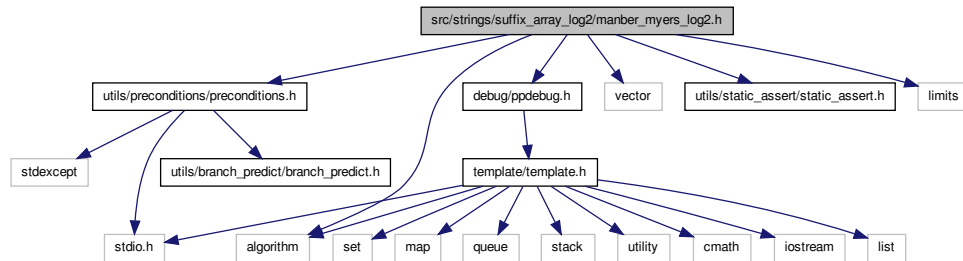 src/strings/suffix_array_log2/manber_myers_log2.h
utils/preconditions/preconditions.h
debug/ppdebug.h
vector
utils/static_assert/static_assert.h
limits
stdexcept
utils/branch_predict/branch_predict.h
template/template.h
stdio.h
algorithm
set
map
queue
stack
utility
cmath
iostream
list